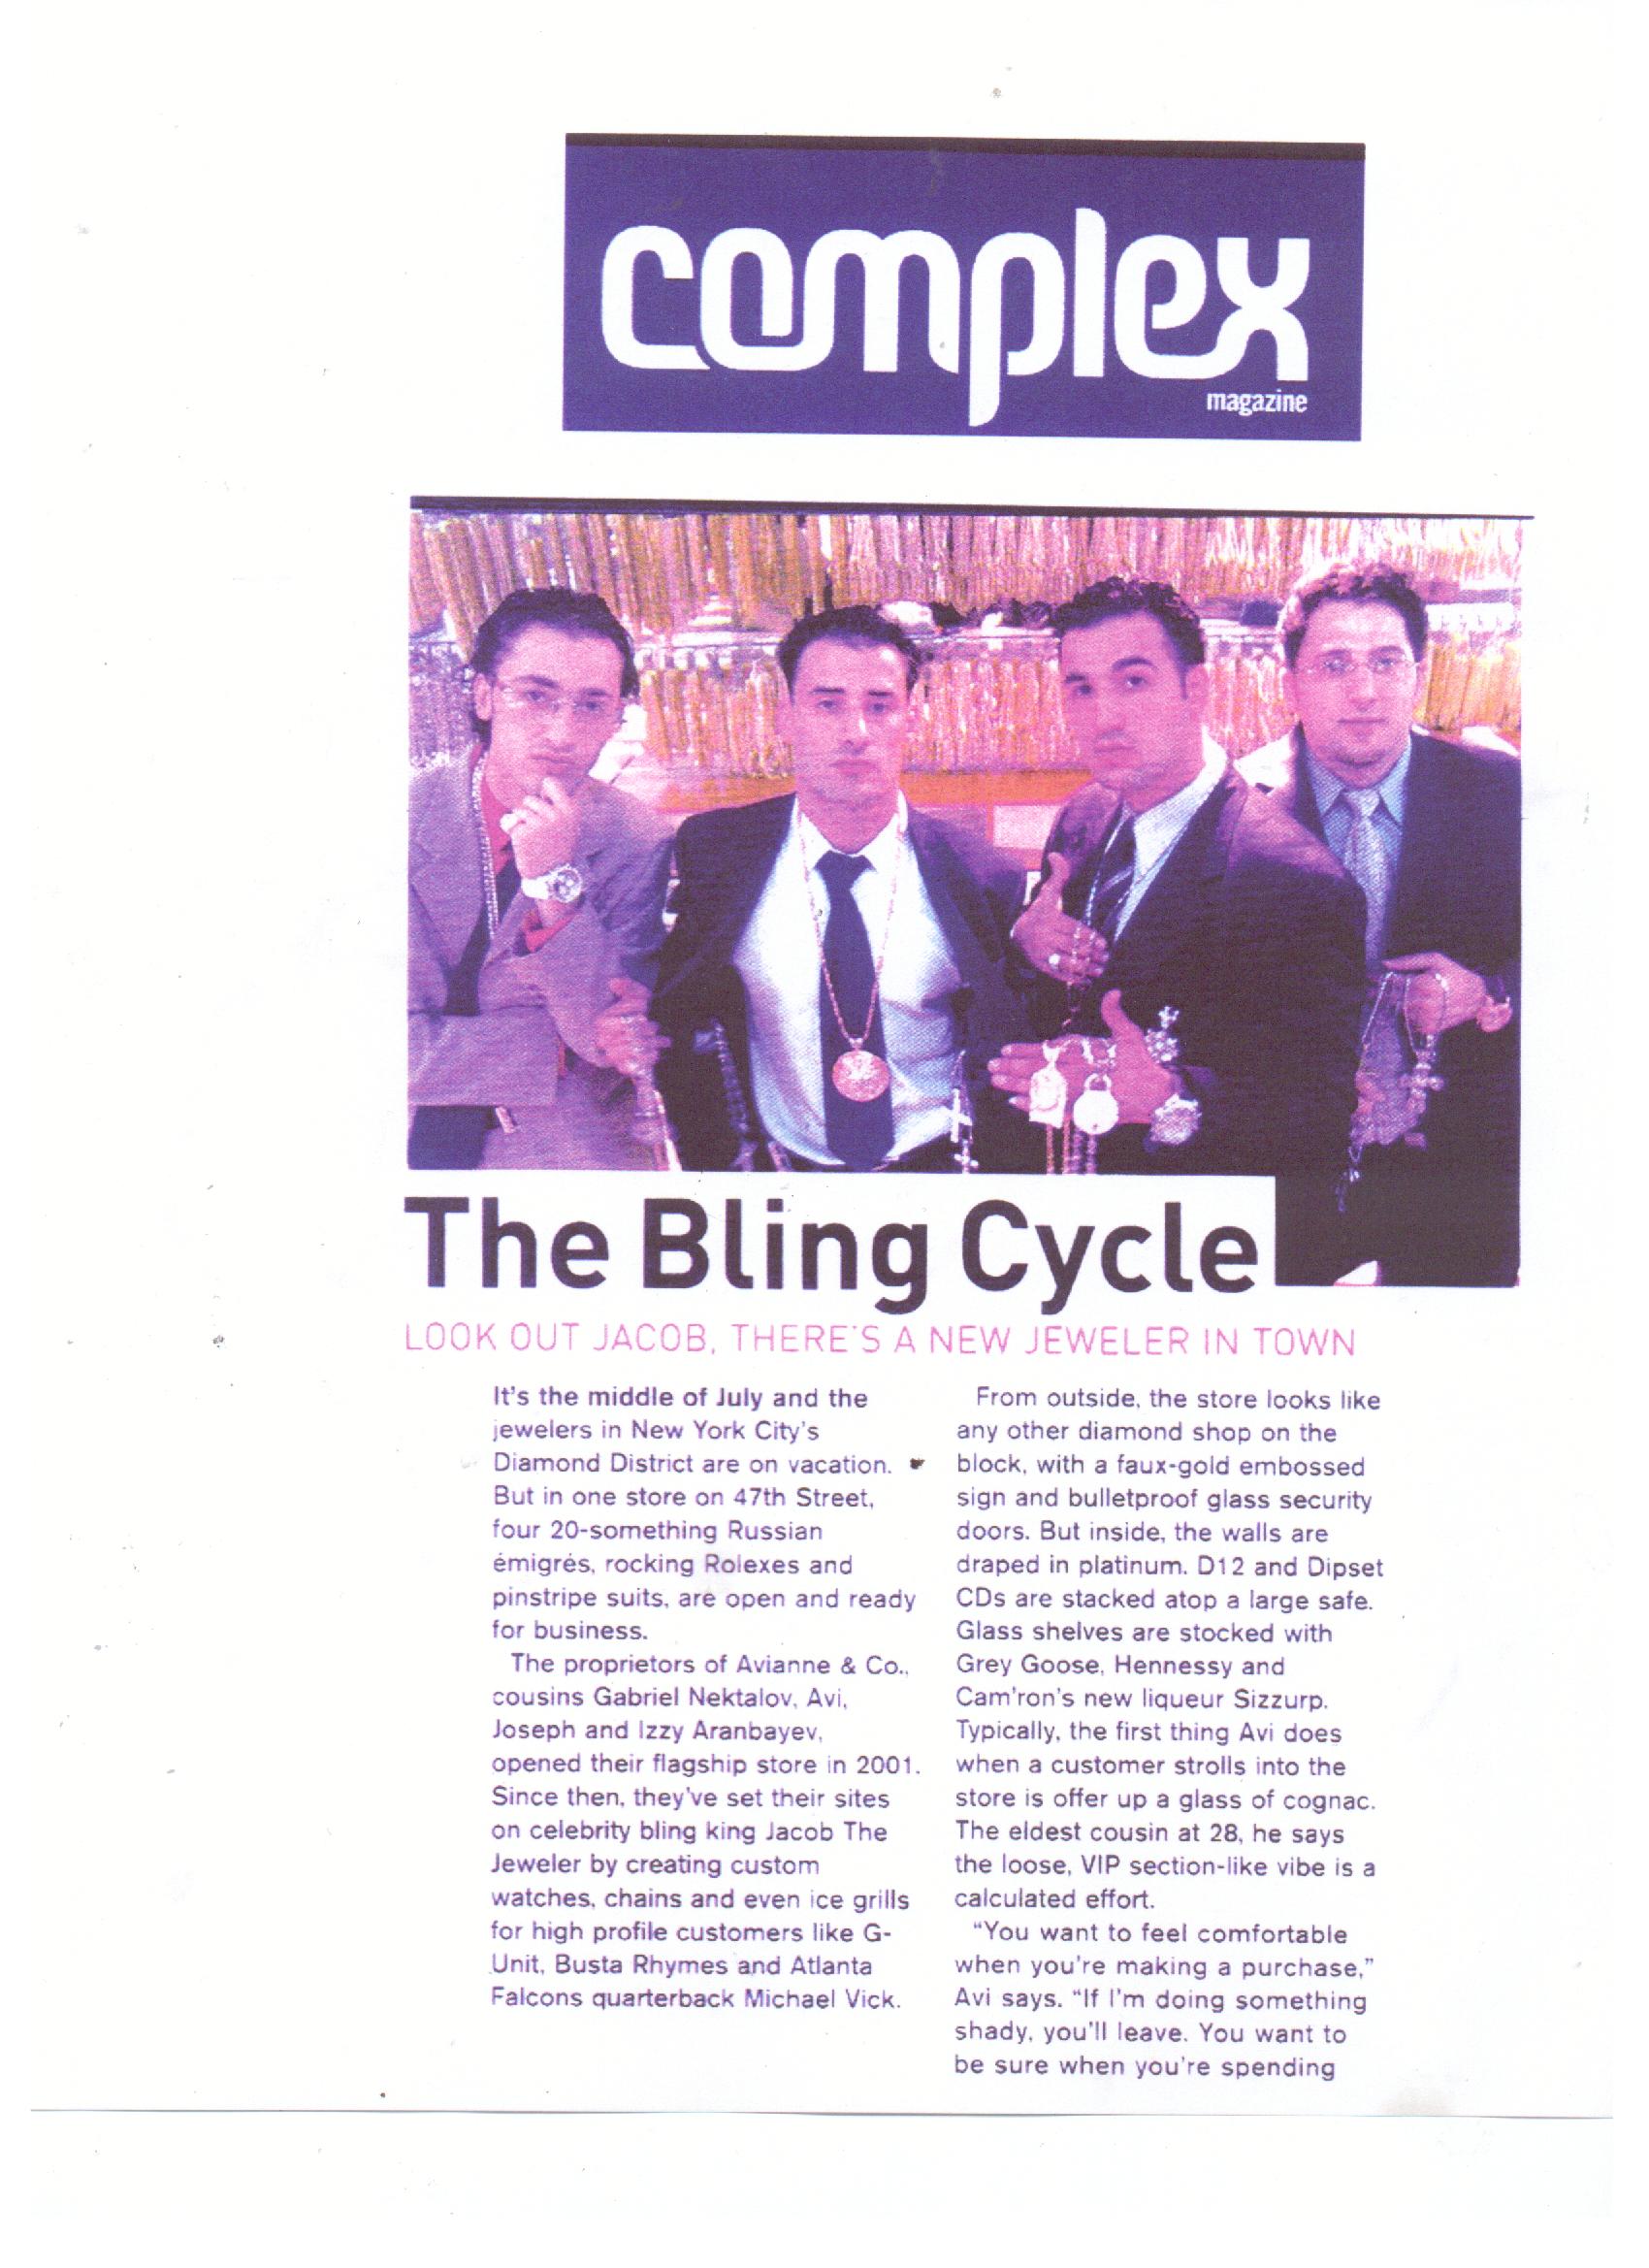 complex
magazine
The Bling Cycle
LOOK OUT JACOB, THERE'S A NEW JEWELER IN TOWN
It's the middle of July and the
jewelers in New York City's
Diamond District are on vacation.
But in one store on 47th Street,
four 20-something Russian
émigrés, rocking Rolexes and
pinstripe suits, are open and ready
for business.
The proprietors of Avianne & Co.,
cousins Gabriel Nektalov, Avi,
Joseph and Izzy Aranbayev,
opened their flagship store in 2001.
Since then, they've set their sites
on celebrity bling king Jacob The
Jeweler by creating custom
watches, chains and even ice grills
for high profile customers like G-
Unit, Busta Rhymes and Atlanta
Falcons quarterback Michael Vick.
From outside, the store looks like
any other diamond shop on the
block, with a faux-gold embossed
sign and bulletproof glass security
doors. But inside, the walls are
draped in platinum. D12 and Dipset
CDs are stacked atop a large safe.
Glass shelves are stocked with
Grey Goose, Hennessy and
Cam'ron's new liqueur Sizzurp.
Typically, the first thing Avi does
when a customer strolls into the
store is offer up a glass of cognac.
The eldest cousin at 28, he says
the loose, VIP section-like vibe is a
calculated effort.
"You want to feel comfortable
when you're making a purchase,"
Avi says. "If I'm doing something
shady, you'll leave. You want to
be sure when you're spending